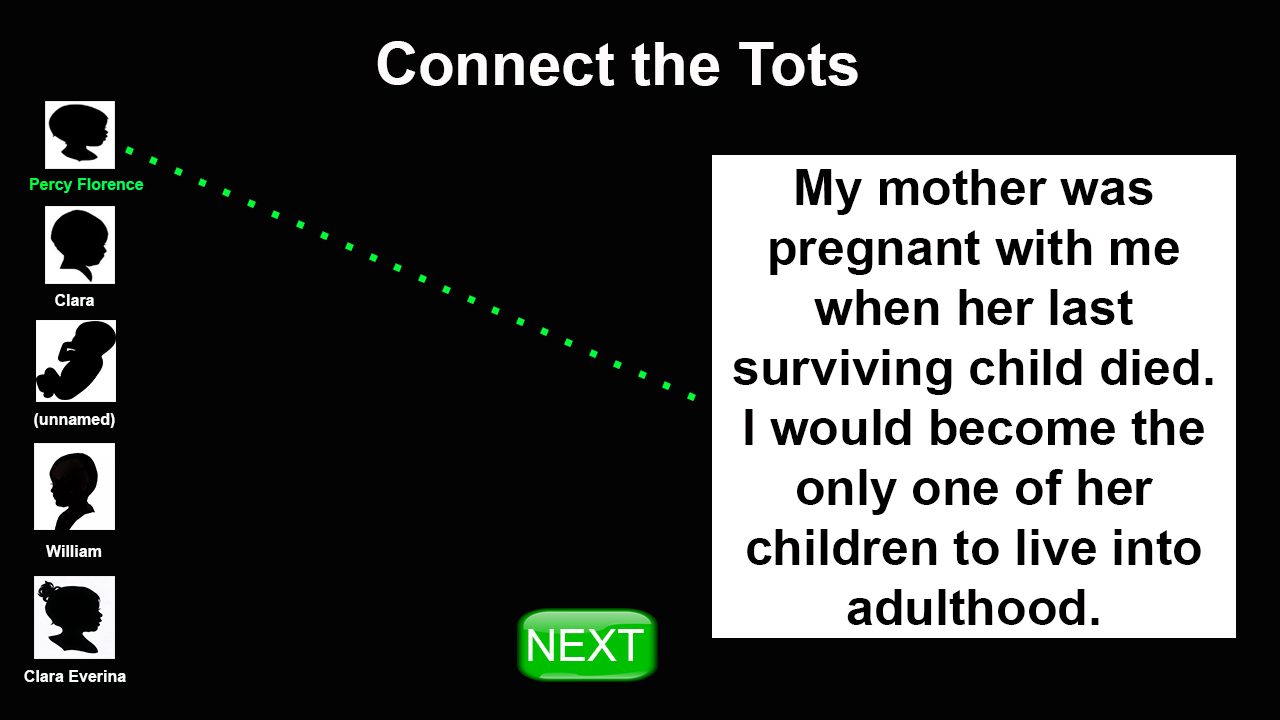 Connect the Tots
Percy Florence
Clara
(unnamed)
William
Clara Everina
My mother was
pregnant with me
when her last
surviving child died.
I would become the
only one of her
children to live into
adulthood.
NEXT